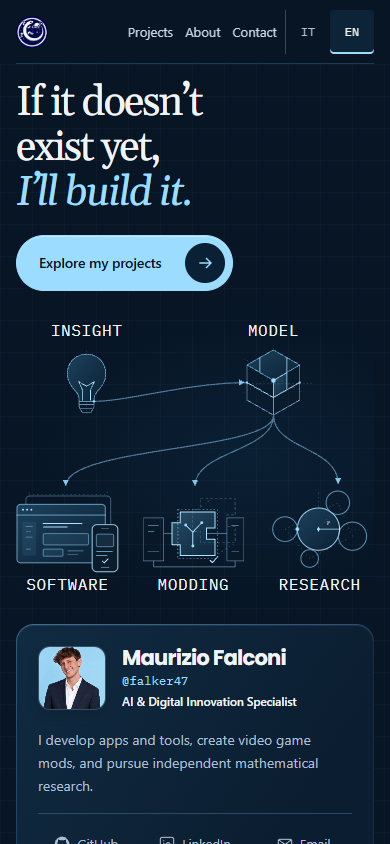 Projects About Contact IT EN
If it doesn’t
exist yet,
I’ll build it.
Explore my projects
INSIGHT MODEL
SOFTWARE MODDING RESEARCH
Maurizio Falconi
@falker47
AI & Digital Innovation Specialist
I develop apps and tools, create video game
mods, and pursue independent mathematical
research.
GitHub LinkedIn Email